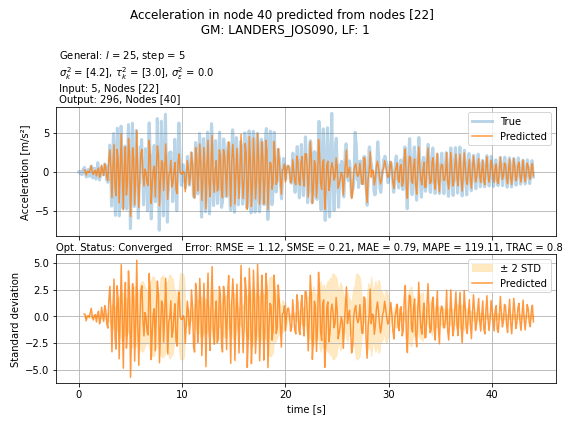 Acceleration in node 40 predicted from nodes [22]
GM: LANDERS_JOS090, LF: 1
General: l = 25, step = 5
σ²ₖ = [4.2], τ²ₖ = [3.0], σ²ε = 0.0
Input: 5, Nodes [22]
Output: 296, Nodes [40]
Acceleration [m/s²]
5
0
−5
True
Predicted
Opt. Status: Converged Error: RMSE = 1.12, SMSE = 0.21, MAE = 0.79, MAPE = 119.11, TRAC = 0.8
Standard deviation
5.0
2.5
0.0
−2.5
−5.0
± 2 STD
Predicted
0 10 20 30 40
time [s]